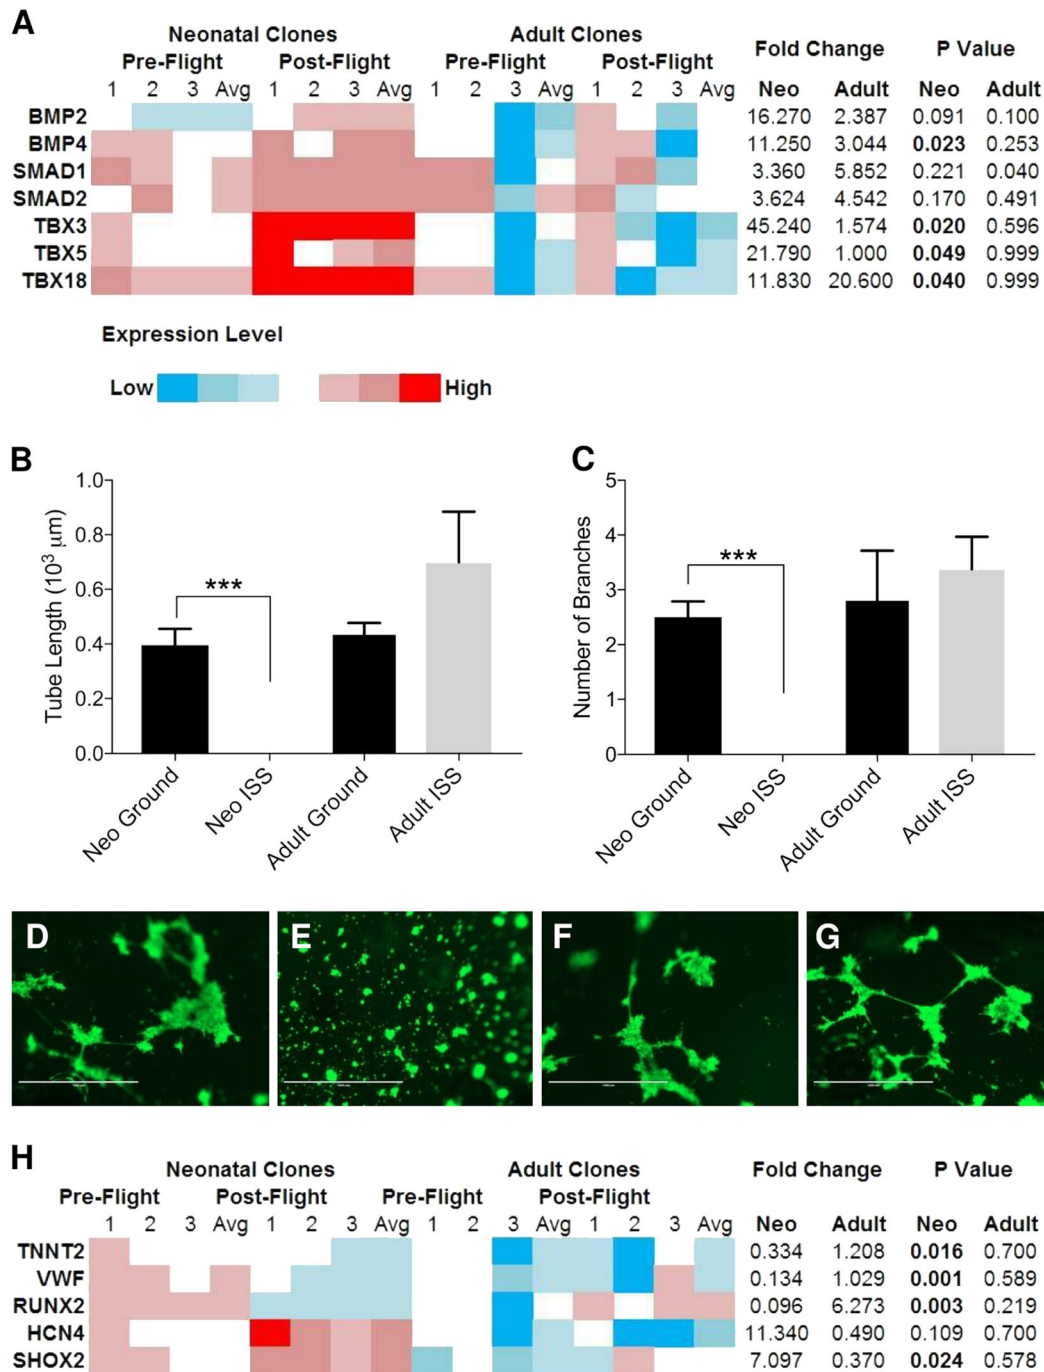 A
Neonatal Clones Adult Clones Fold Change P Value
Pre-Flight Post-Flight Pre-Flight Post-Flight
1 2 3 Avg 1 2 3 Avg 1 2 3 Avg 1 2 3 Avg Neo Adult Neo Adult
BMP2 16.270 2.387 0.091 0.100
BMP4 11.250 3.044 0.023 0.253
SMAD1 3.360 5.852 0.221 0.040
SMAD2 3.624 4.542 0.170 0.491
TBX3 45.240 1.574 0.020 0.596
TBX5 21.790 1.000 0.049 0.999
TBX18 11.830 20.600 0.040 0.999
Expression Level
Low High
B
Tube Length (10³ µm)
1.0
0.8
0.6
0.4
0.2
0.0
***
Neo Ground
Neo ISS
Adult Ground
Adult ISS
C
Number of Branches
5
4
3
2
1
0
***
Neo Ground
Neo ISS
Adult Ground
Adult ISS
D
E
F
G
H
Neonatal Clones Adult Clones Fold Change P Value
Pre-Flight Post-Flight Pre-Flight Post-Flight
1 2 3 Avg 1 2 3 Avg 1 2 3 Avg 1 2 3 Avg Neo Adult Neo Adult
TNNT2 0.334 1.208 0.016 0.700
VWF 0.134 1.029 0.001 0.589
RUNX2 0.096 6.273 0.003 0.219
HCN4 11.340 0.490 0.109 0.700
SHOX2 7.097 0.370 0.024 0.578